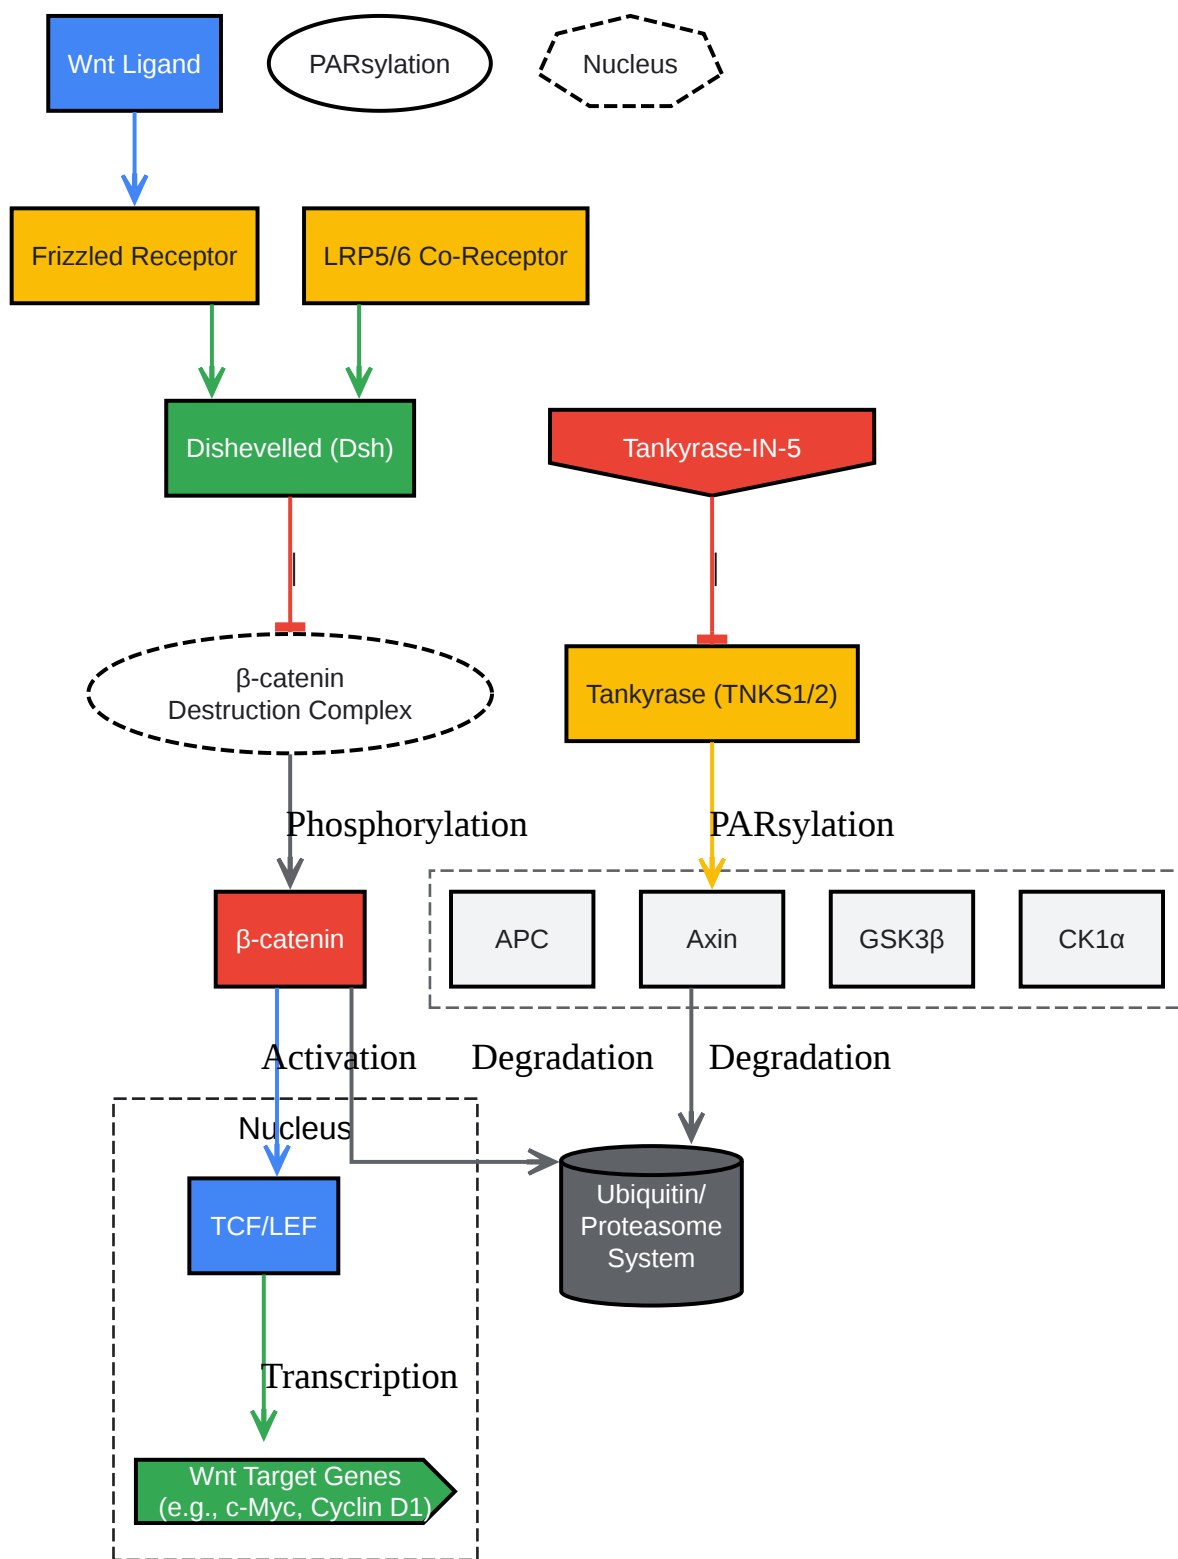 Wnt Ligand
PARsylation
Nucleus
Frizzled Receptor
LRP5/6 Co-Receptor
Dishevelled (Dsh)
Tankyrase-IN-5
|
|
β-catenin
Destruction Complex
Tankyrase (TNKS1/2)
Phosphorylation
PARsylation
β-catenin
APC
Axin
GSK3β
CK1α
Activation
Degradation
Degradation
Nucleus
TCF/LEF
Ubiquitin/
Proteasome
System
Transcription
Wnt Target Genes
(e.g., c-Myc, Cyclin D1)